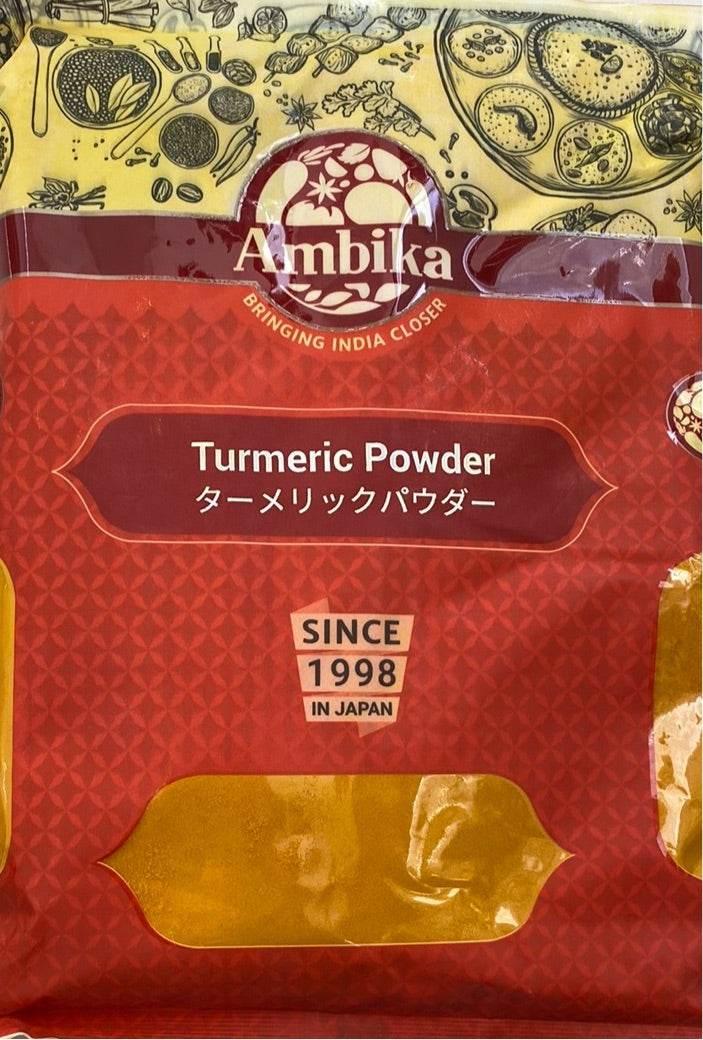 Ambika
BRINGING INDIA CLOSER
Turmeric Powder
ターメリックパウダー
SINCE
1998
IN JAPAN